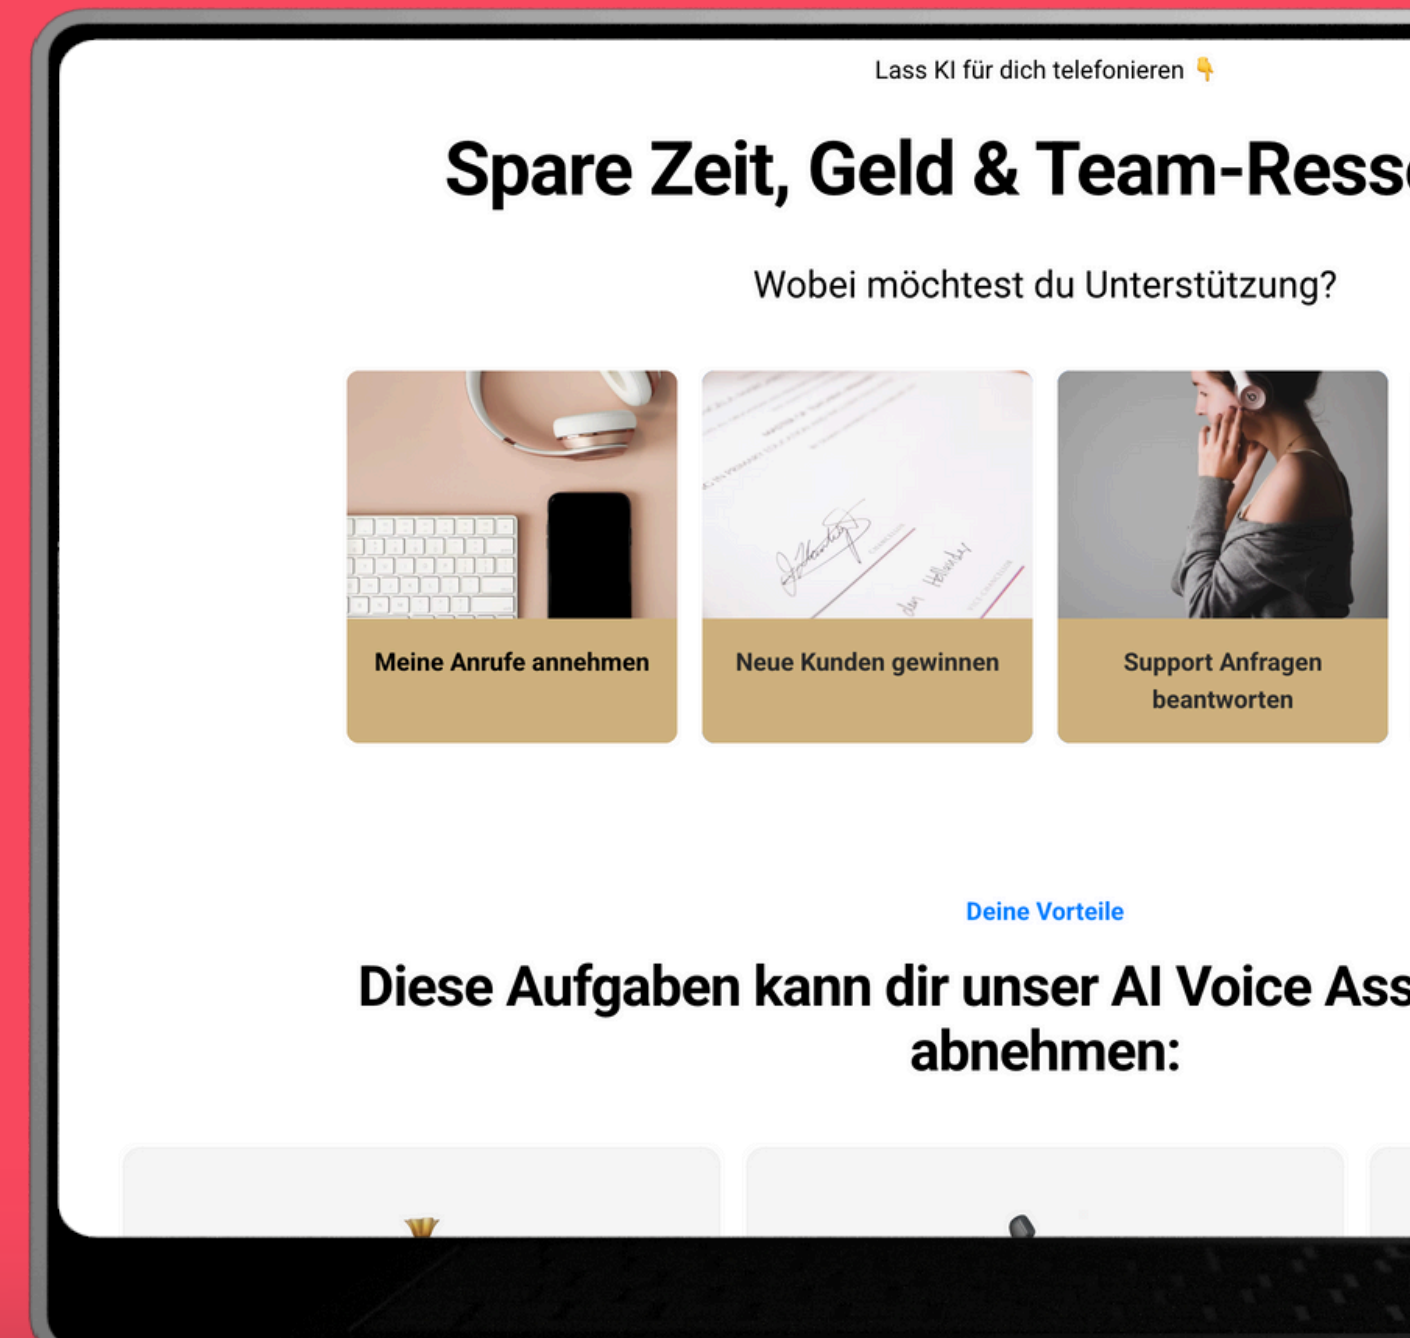 Lass KI für dich telefonieren 👇
Spare Zeit, Geld & Team-Ress
Wobei möchtest du Unterstützung?
Meine Anrufe annehmen
Neue Kunden gewinnen
Support Anfragen
beantworten
Deine Vorteile
Diese Aufgaben kann dir unser AI Voice Ass
abnehmen: